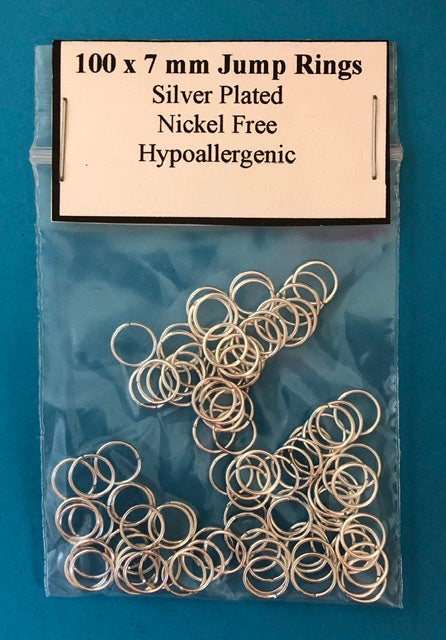 100 x 7 mm Jump Rings
Silver Plated
Nickel Free
Hypoallergenic